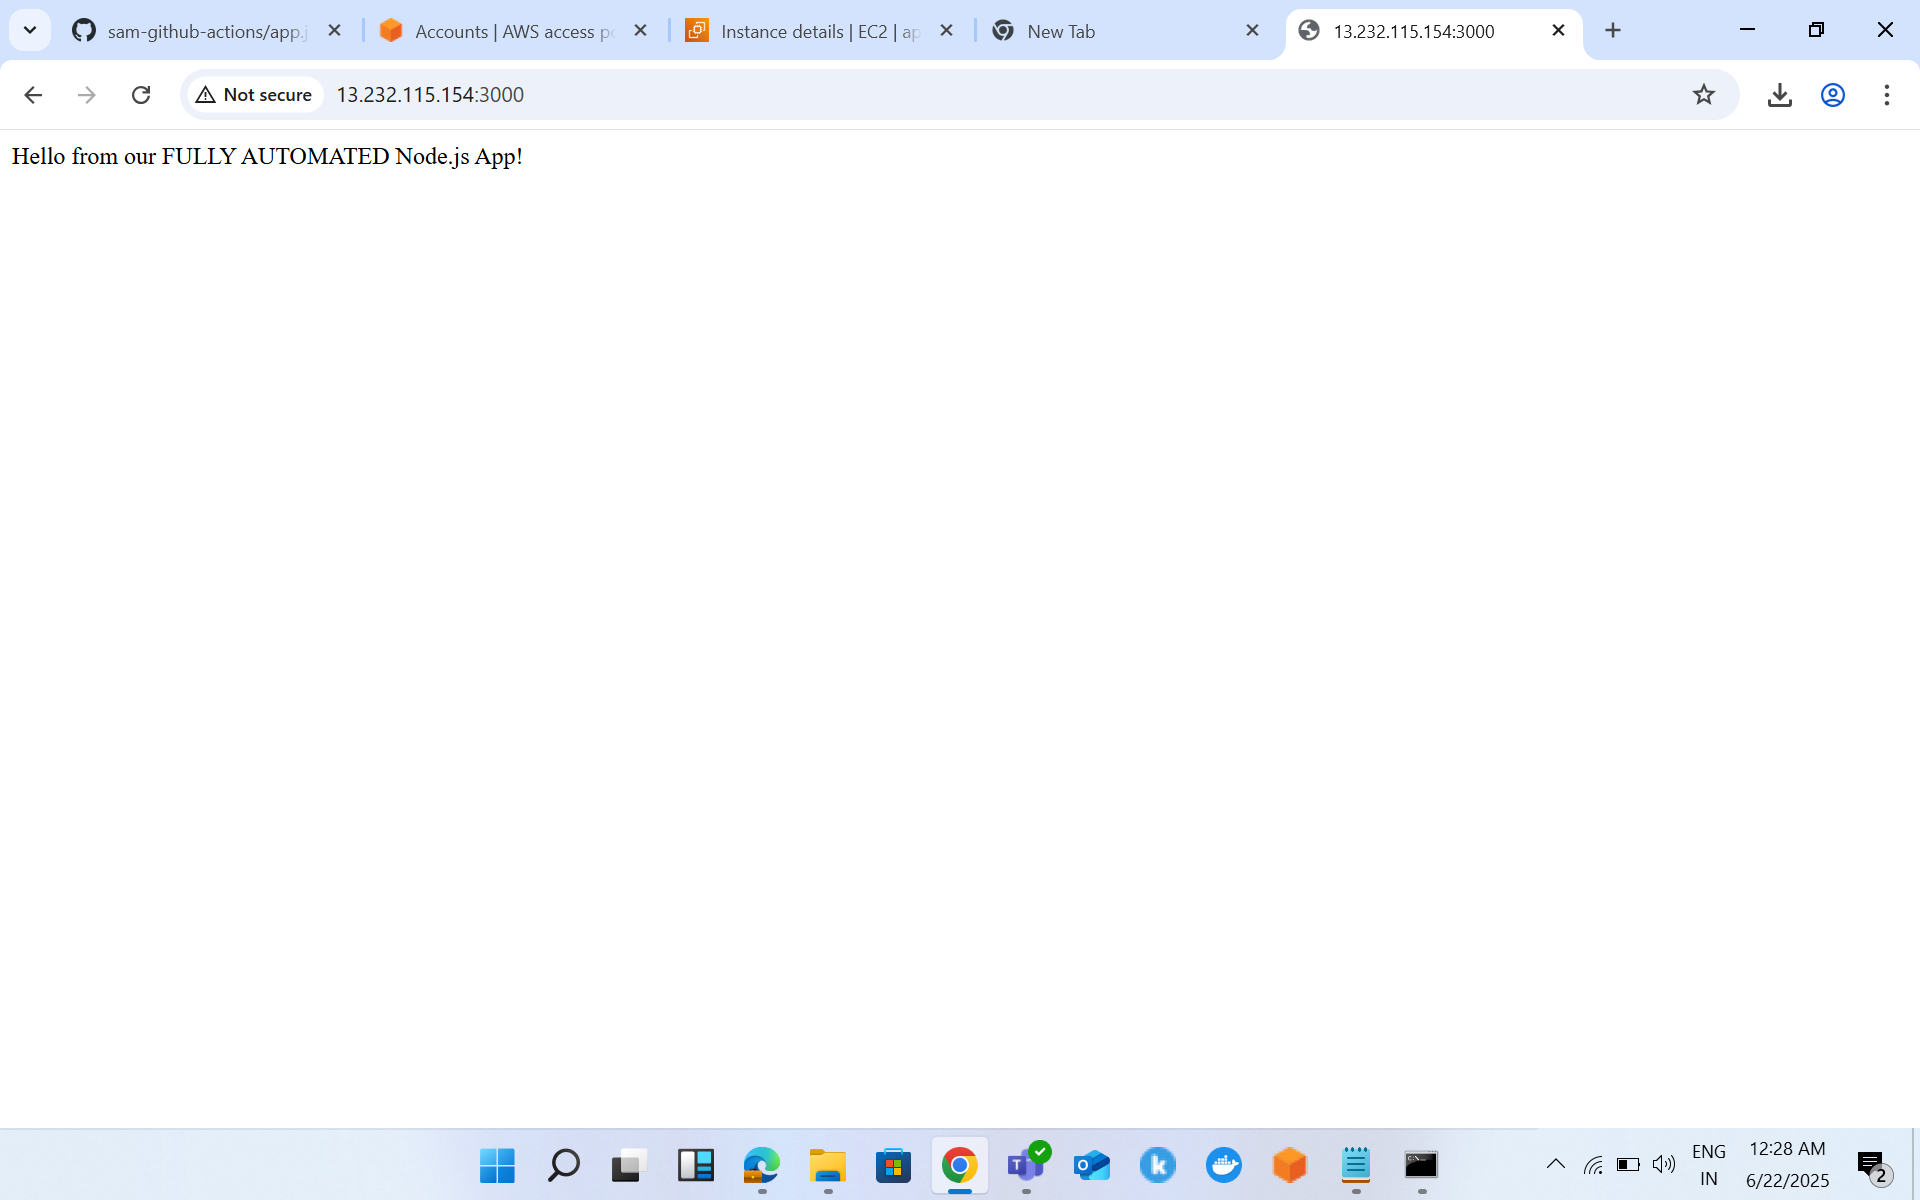 sam-github-actions/app.j
Accounts | AWS access po
Instance details | EC2 | ap
New Tab
13.232.115.154:3000
Not secure
13.232.115.154:3000
Hello from our FULLY AUTOMATED Node.js App!
ENG
IN
12:28 AM
6/22/2025
2